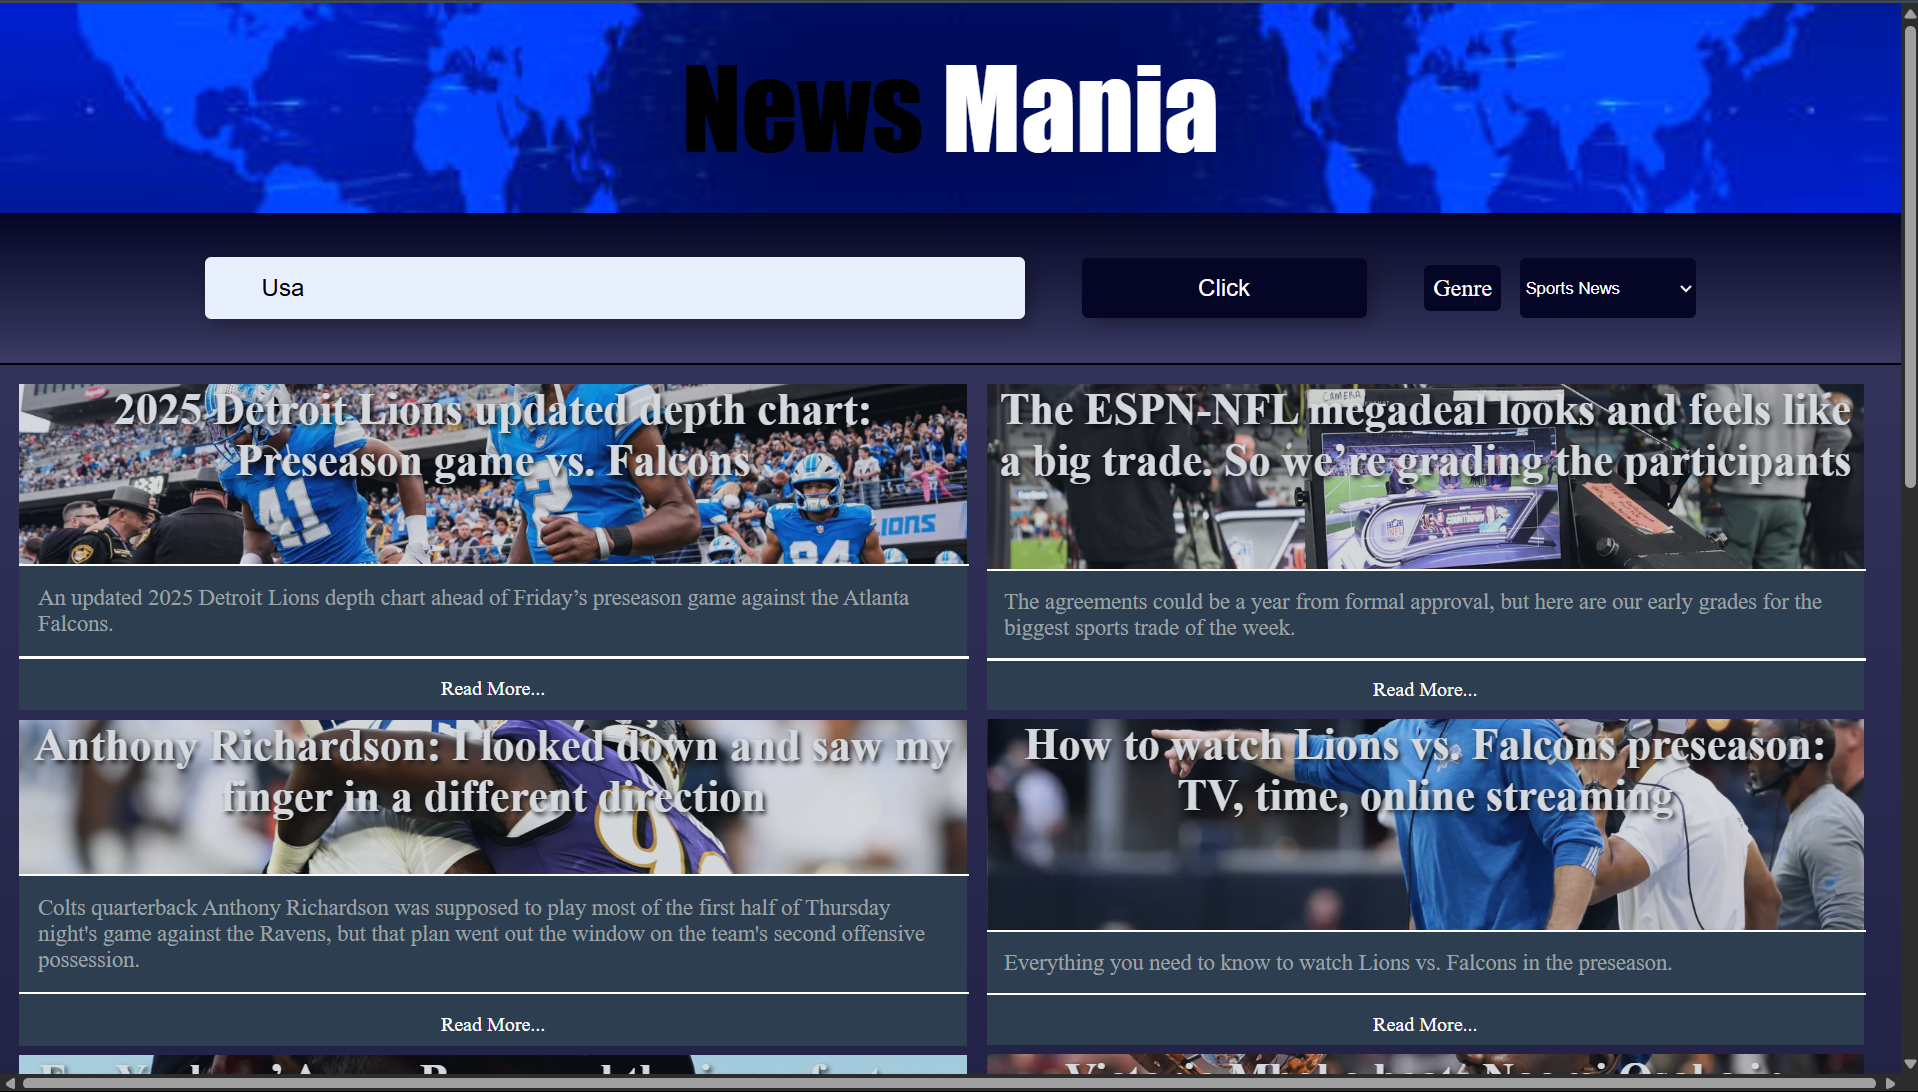 News Mania
Usa
Click
Genre
Sports News
2025 Detroit Lions updated depth chart:
Preseason game vs. Falcons
41
2
94
IONS
An updated 2025 Detroit Lions depth chart ahead of Friday’s preseason game against the Atlanta
Falcons.
Read More...
CAMERA
The ESPN-NFL megadeal looks and feels like
a big trade. So we’re grading the participants
COUNTDOWN
The agreements could be a year from formal approval, but here are our early grades for the
biggest sports trade of the week.
Read More...
Anthony Richardson: I looked down and saw my
finger in a different direction
Colts quarterback Anthony Richardson was supposed to play most of the first half of Thursday
night's game against the Ravens, but that plan went out the window on the team's second offensive
possession.
Read More...
How to watch Lions vs. Falcons preseason:
TV, time, online streaming
Everything you need to know to watch Lions vs. Falcons in the preseason.
Read More...